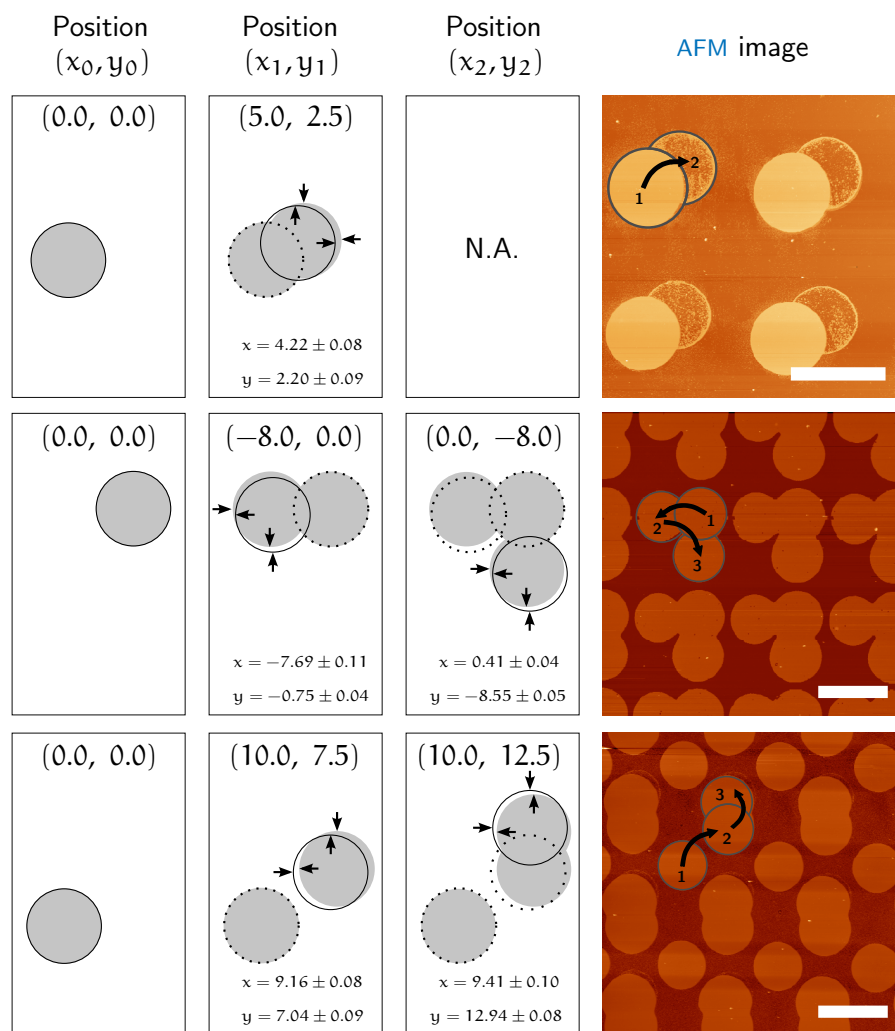 Position
(x₀, y₀)
Position
(x₁, y₁)
Position
(x₂, y₂)
AFM image
(0.0, 0.0)
(5.0, 2.5)
x = 4.22 ± 0.08
y = 2.20 ± 0.09
N.A.
1
2
(0.0, 0.0)
(−8.0, 0.0)
x = −7.69 ± 0.11
y = −0.75 ± 0.04
(0.0, −8.0)
x = 0.41 ± 0.04
y = −8.55 ± 0.05
2
1
3
(0.0, 0.0)
(10.0, 7.5)
x = 9.16 ± 0.08
y = 7.04 ± 0.09
(10.0, 12.5)
x = 9.41 ± 0.10
y = 12.94 ± 0.08
3
2
1